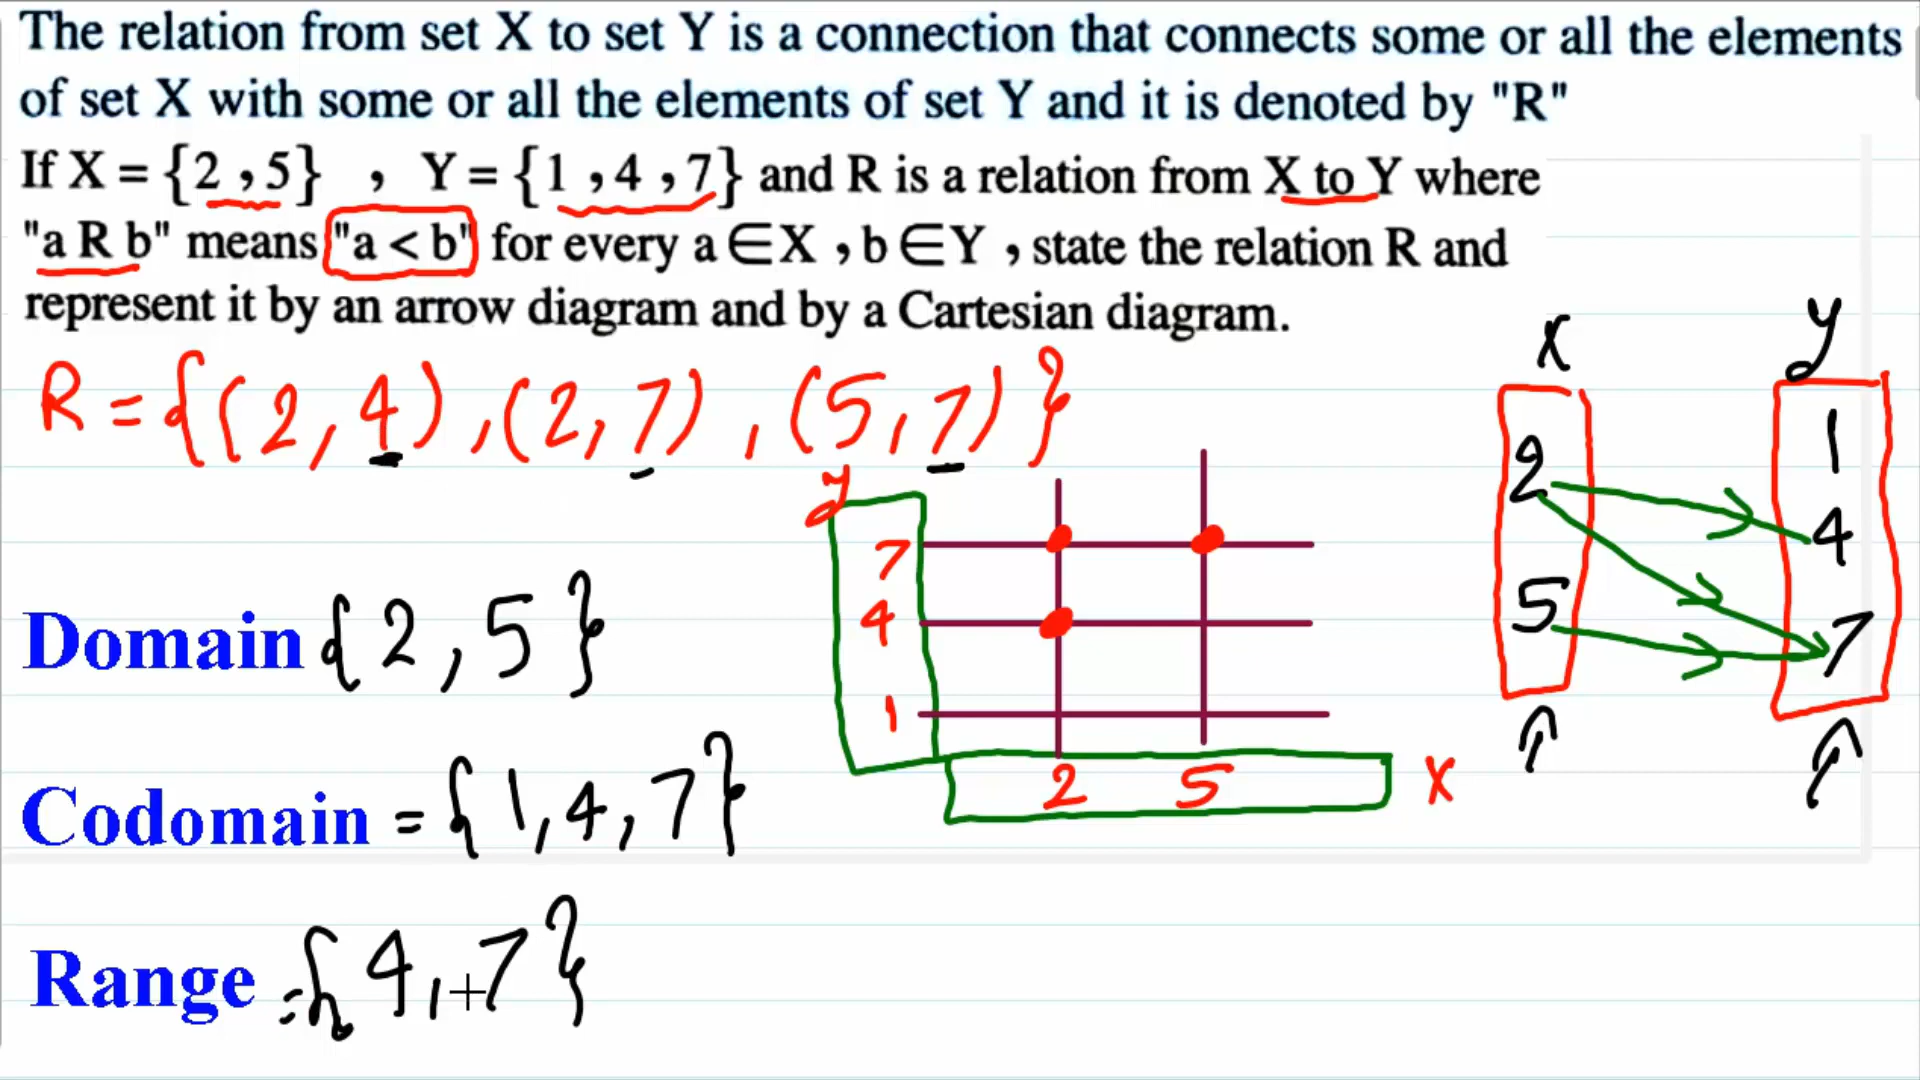 The relation from set X to set Y is a connection that connects some or all the elements
of set X with some or all the elements of set Y and it is denoted by "R"
If X = {2 , 5} , Y = {1 , 4 , 7} and R is a relation from X to Y where
"a R b" means "a < b" for every a ∈ X , b ∈ Y , state the relation R and
represent it by an arrow diagram and by a Cartesian diagram.
R = {(2, 4), (2, 7), (5, 7)}
Domain {2, 5}
Codomain = {1, 4, 7}
Range = {4, 7}
y
7
4
1
2 5 X
X y
2
5
1
4
7